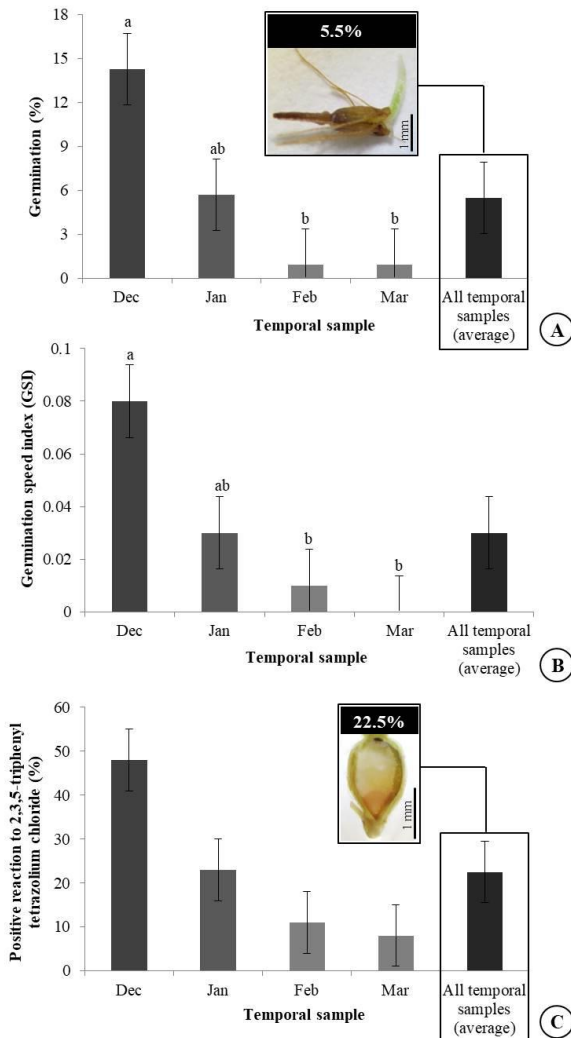 18
15
12
9
6
3
0
Germination (%)
a
ab
b
b
5.5%
1 mm
Dec
Jan
Feb
Mar
All temporal
samples
(average)
Temporal sample
A
0.1
0.08
0.06
0.04
0.02
0
Germination speed index (GSI)
a
ab
b
b
Dec
Jan
Feb
Mar
All temporal
samples
(average)
Temporal sample
B
60
50
40
30
20
10
0
Positive reaction to 2,3,5-triphenyl
tetrazolium chloride (%)
22.5%
1 mm
Dec
Jan
Feb
Mar
All temporal
samples
(average)
Temporal sample
C